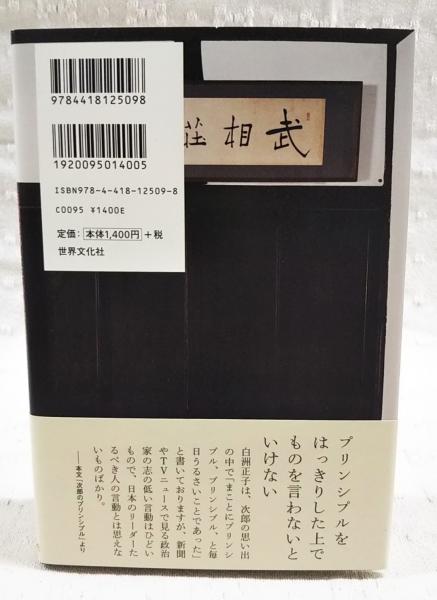 9784418125098
1920095014005
ISBN978-4-418-12509-8
C0095 ¥1400E
定価：本体1,400円＋税
世界文化社
武相荘
プリンシプルを
はっきりした上で
ものを言わないと
いけない
白洲正子は、次郎の思い出
の中で「まことにプリンシ
プル、プリンシプル、と毎
日うるさいことであった」
と書いておりますが、新聞
やTVニュースで見る政治
家の志の低い言動はひどい
もので、日本のリーダーた
るべき人の言動とは思えな
いものばかり。
──本文「次郎のプリンシプル」より